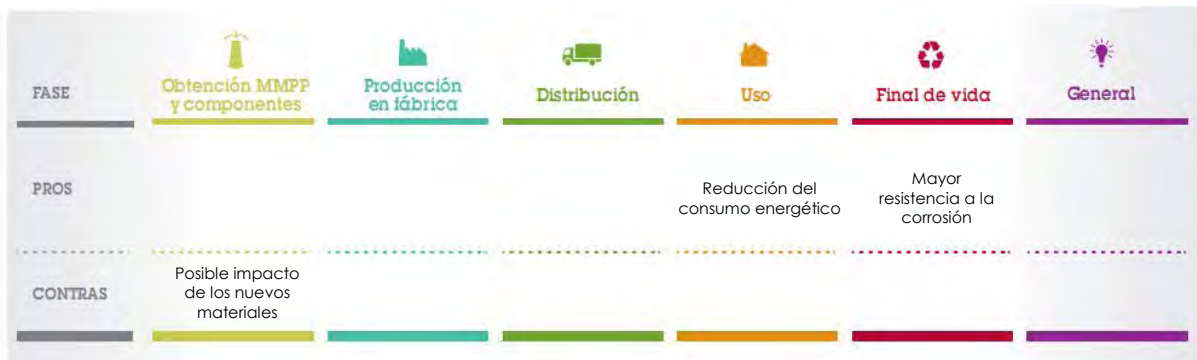 FASE
Obtención MMPP
y componentes
Producción
en fábrica
Distribución
Uso
Final de vida
General
PROS
Reducción del
consumo energético
Mayor
resistencia a la
corrosión
CONTRAS
Posible impacto
de los nuevos
materiales